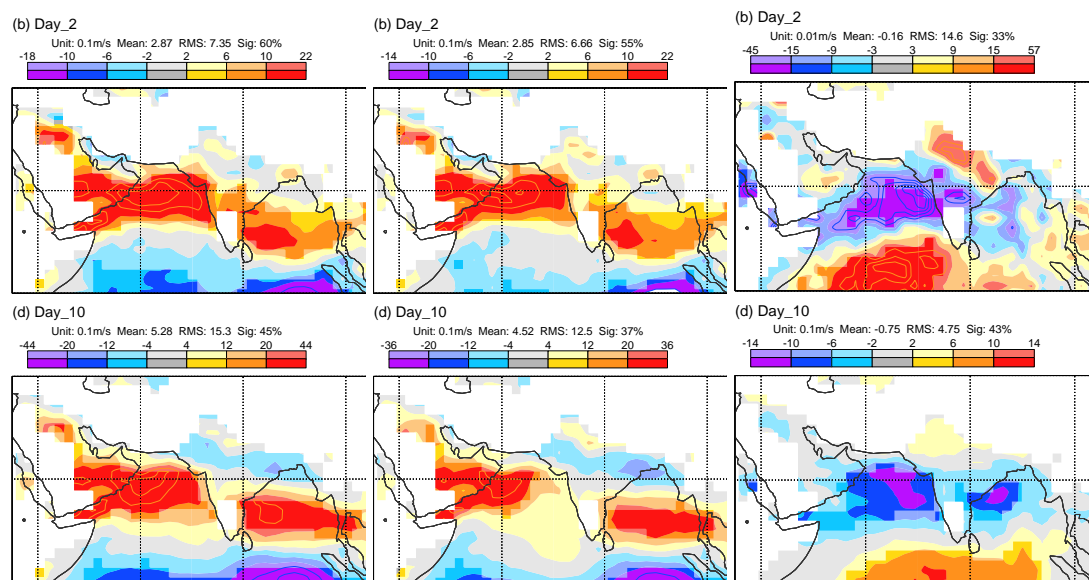 (b) Day_2
Unit: 0.1m/s Mean: 2.87 RMS: 7.35 Sig: 60%
-18 -10 -6 -2 2 6 10 22
(b) Day_2
Unit: 0.1m/s Mean: 2.85 RMS: 6.66 Sig: 55%
-14 -10 -6 -2 2 6 10 22
(b) Day_2
Unit: 0.01m/s Mean: -0.16 RMS: 14.6 Sig: 33%
-45 -15 -9 -3 3 9 15 57
(d) Day_10
Unit: 0.1m/s Mean: 5.28 RMS: 15.3 Sig: 45%
-44 -20 -12 -4 4 12 20 44
(d) Day_10
Unit: 0.1m/s Mean: 4.52 RMS: 12.5 Sig: 37%
-36 -20 -12 -4 4 12 20 36
(d) Day_10
Unit: 0.1m/s Mean: -0.75 RMS: 4.75 Sig: 43%
-14 -10 -6 -2 2 6 10 14